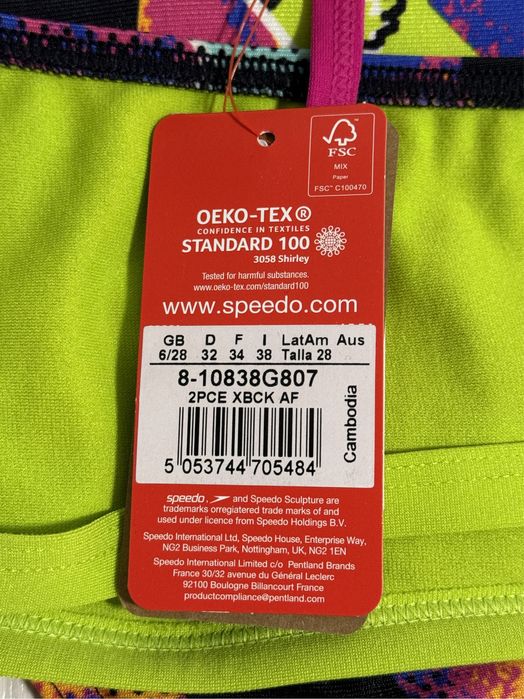 FSC
MIX
Paper
FSC™ C100470
OEKO-TEX®
CONFIDENCE IN TEXTILES
STANDARD 100
3058 Shirley
Tested for harmful substances.
www.oeko-tex.com/standard100
www.speedo.com
GB D F I LatAm Aus
6/28 32 34 38 Talla 28
8-10838G807
2PCE XBCK AF
Cambodia
5 053744 705484
speedo, and Speedo Sculpture are
trademarks orregistered trade marks of and
used under licence from Speedo Holdings B.V.
Speedo International Ltd, Speedo House, Enterprise Way,
NG2 Business Park, Nottingham, UK, NG2 1EN
Speedo International Limited c/o Pentland Brands
France 30/32 avenue du Général Leclerc
92100 Boulogne Billancourt France
productcompliance@pentland.com